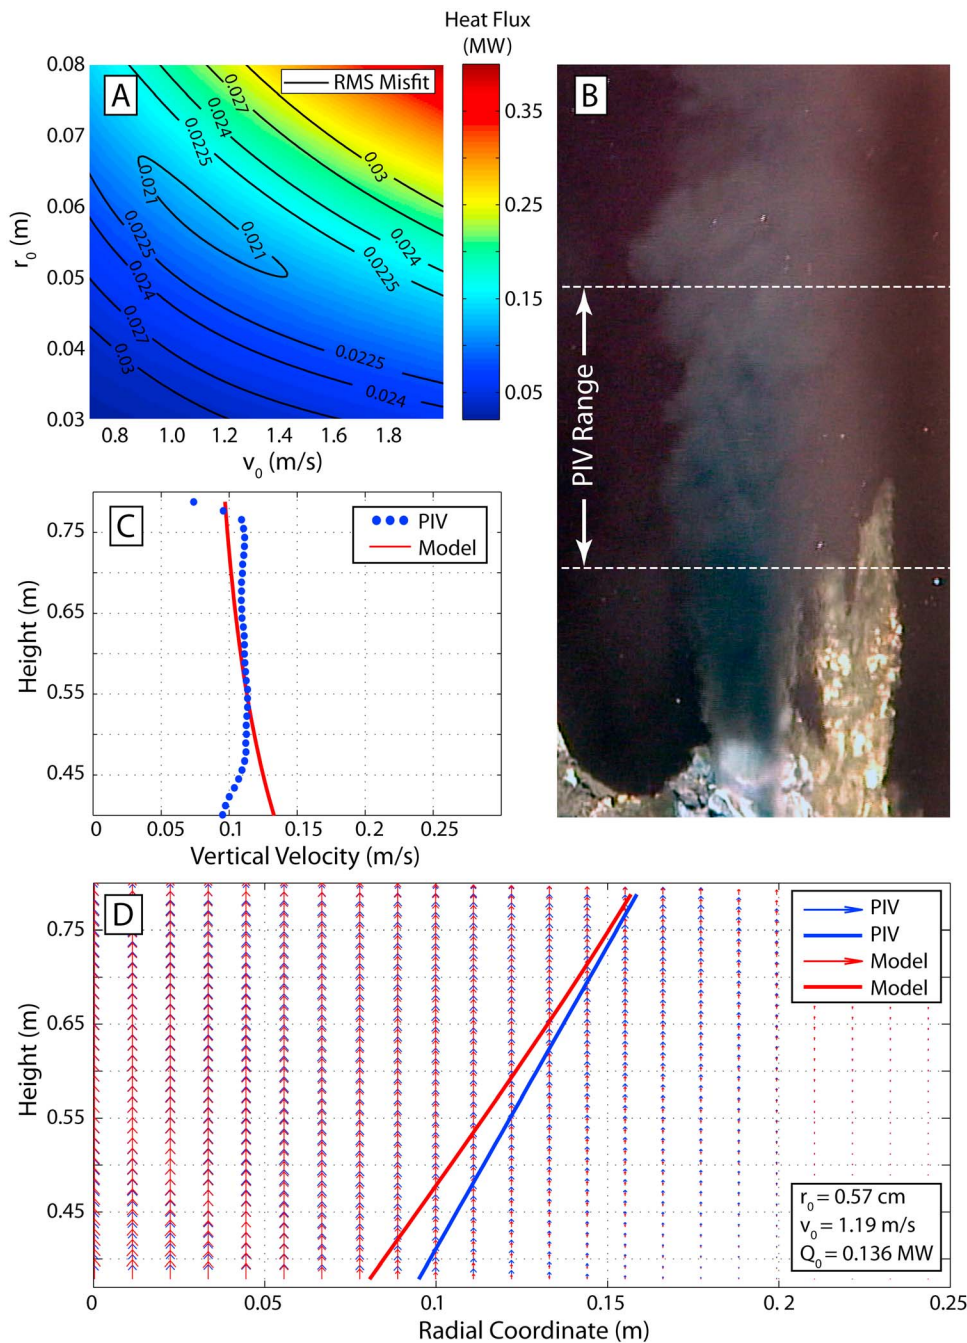 Heat Flux
(MW)
A
RMS Misfit
0.08
0.07
0.06
0.05
0.04
0.03
r0 (m)
0.027
0.024
0.0225
0.03
0.021
0.021
0.024
0.0225
0.0225
0.024
0.027
0.03
0.0225
0.024
0.8
1.0
1.2
1.4
1.6
1.8
v0 (m/s)
0.35
0.25
0.15
0.05
B
PIV Range
C
PIV
Model
0.75
0.65
0.55
0.45
Height (m)
0
0.05
0.1
0.15
0.2
0.25
Vertical Velocity (m/s)
D
PIV
PIV
Model
Model
0.75
0.65
0.55
0.45
Height (m)
r0 = 0.57 cm
v0 = 1.19 m/s
Q0 = 0.136 MW
0
0.05
0.1
0.15
0.2
0.25
Radial Coordinate (m)